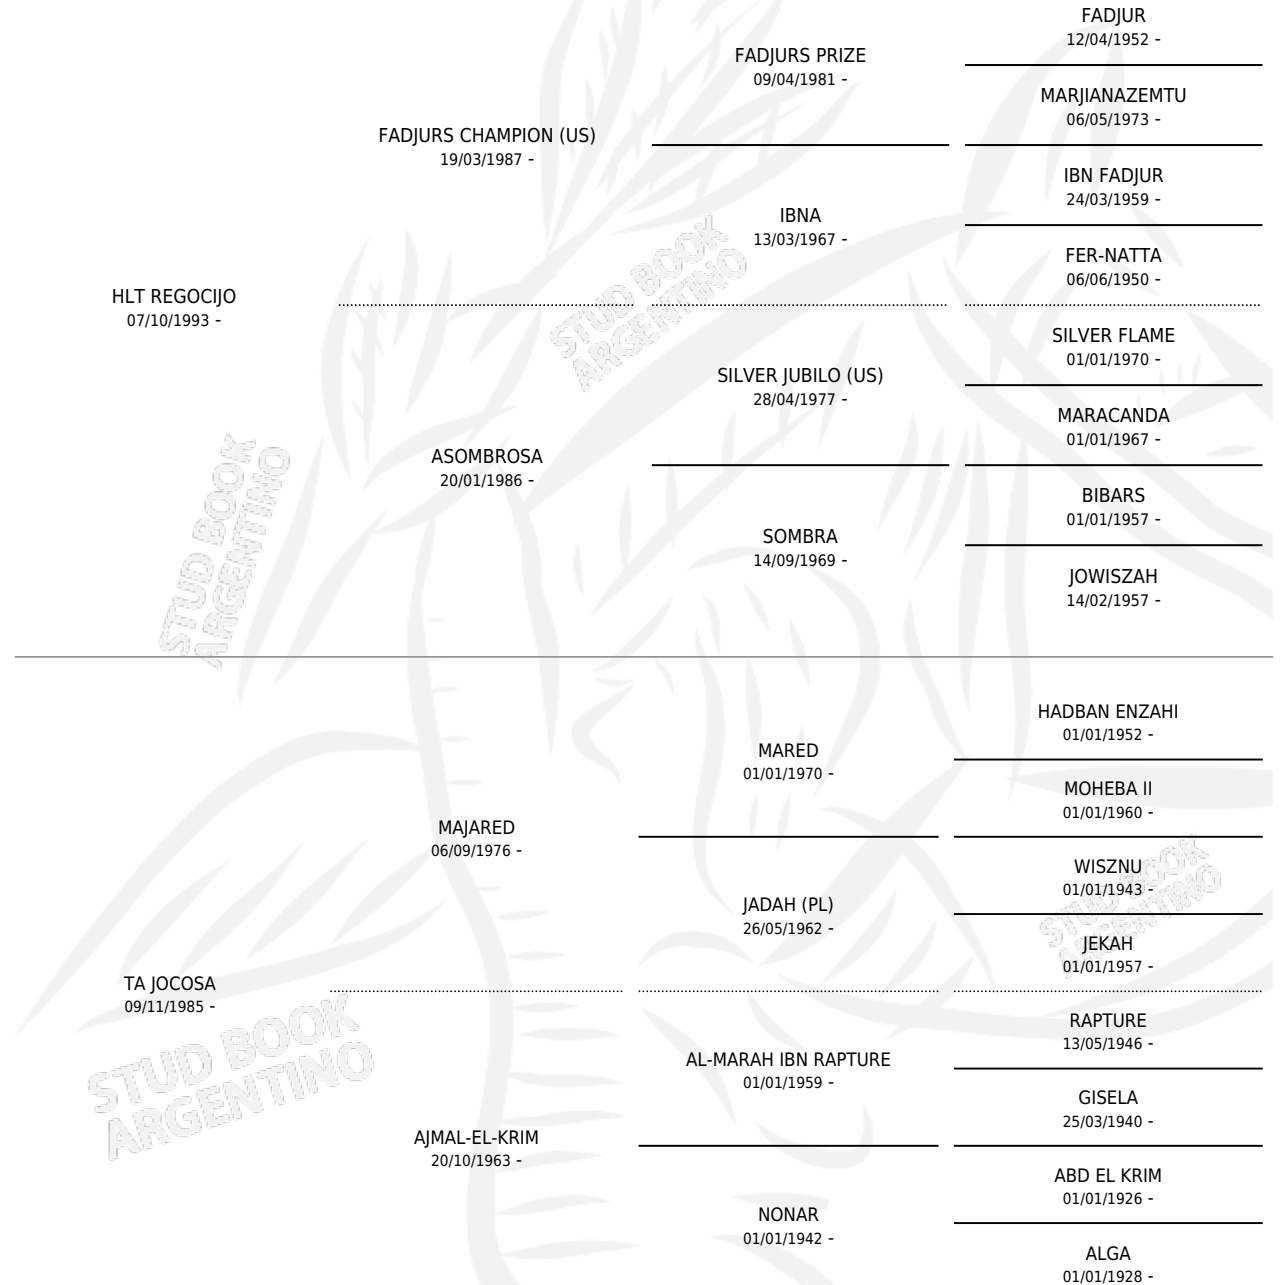 FADJUR
12/04/1952 -
FADJURS PRIZE
09/04/1981 -
MARJIANAZEMTU
06/05/1973 -
FADJURS CHAMPION (US)
19/03/1987 -
IBN FADJUR
24/03/1959 -
IBNA
13/03/1967 -
FER-NATTA
06/06/1950 -
HLT REGOCIJO
07/10/1993 -
SILVER FLAME
01/01/1970 -
SILVER JUBILO (US)
28/04/1977 -
MARACANDA
01/01/1967 -
ASOMBROSA
20/01/1986 -
BIBARS
01/01/1957 -
SOMBRA
14/09/1969 -
JOWISZAH
14/02/1957 -
HADBAN ENZAHI
01/01/1952 -
MARED
01/01/1970 -
MOHEBA II
01/01/1960 -
MAJARED
06/09/1976 -
WISZNU
01/01/1943 -
JADAH (PL)
26/05/1962 -
JEKAH
01/01/1957 -
TA JOCOSA
09/11/1985 -
RAPTURE
13/05/1946 -
AL-MARAH IBN RAPTURE
01/01/1959 -
GISELA
25/03/1940 -
AJMAL-EL-KRIM
20/10/1963 -
ABD EL KRIM
01/01/1926 -
NONAR
01/01/1942 -
ALGA
01/01/1928 -
STUD BOOK
ARGENTINO
STUD BOOK
ARGENTINO
STUD BOOK
ARGENTINO
STUD BOOK
ARGENTINO